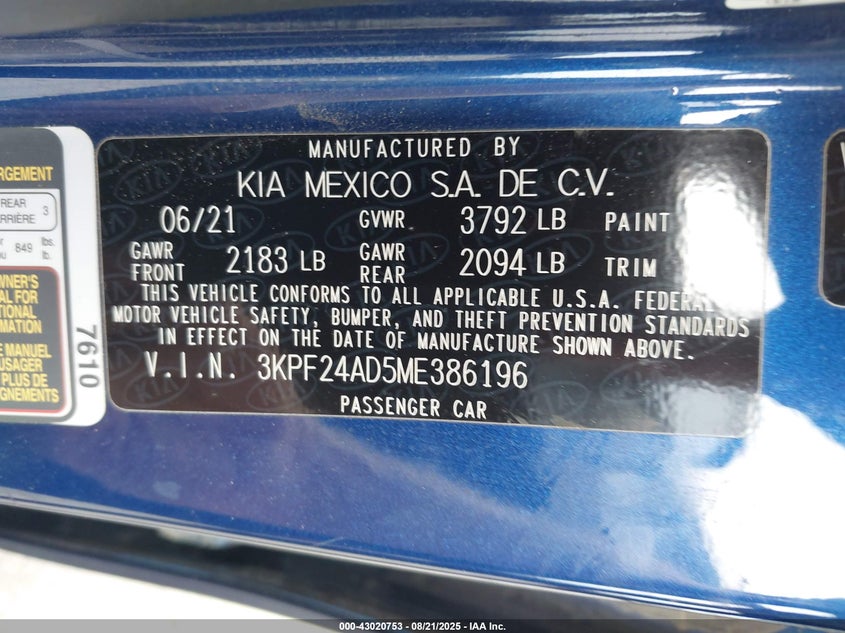 MANUFACTURED BY
KIA MEXICO S.A. DE C.V.
06/21 GVWR 3792 LB PAINT
GAWR FRONT 2183 LB GAWR REAR 2094 LB TRIM
THIS VEHICLE CONFORMS TO ALL APPLICABLE U.S.A. FEDERAL
MOTOR VEHICLE SAFETY, BUMPER, AND THEFT PREVENTION STANDARDS
IN EFFECT ON THE DATE OF MANUFACTURE SHOWN ABOVE.
V.I.N. 3KPF24AD5ME386196
PASSENGER CAR
REAR 3
849 lbs.
lb.
7610
00-43020753 - 08/21/2025 - IAA Inc.